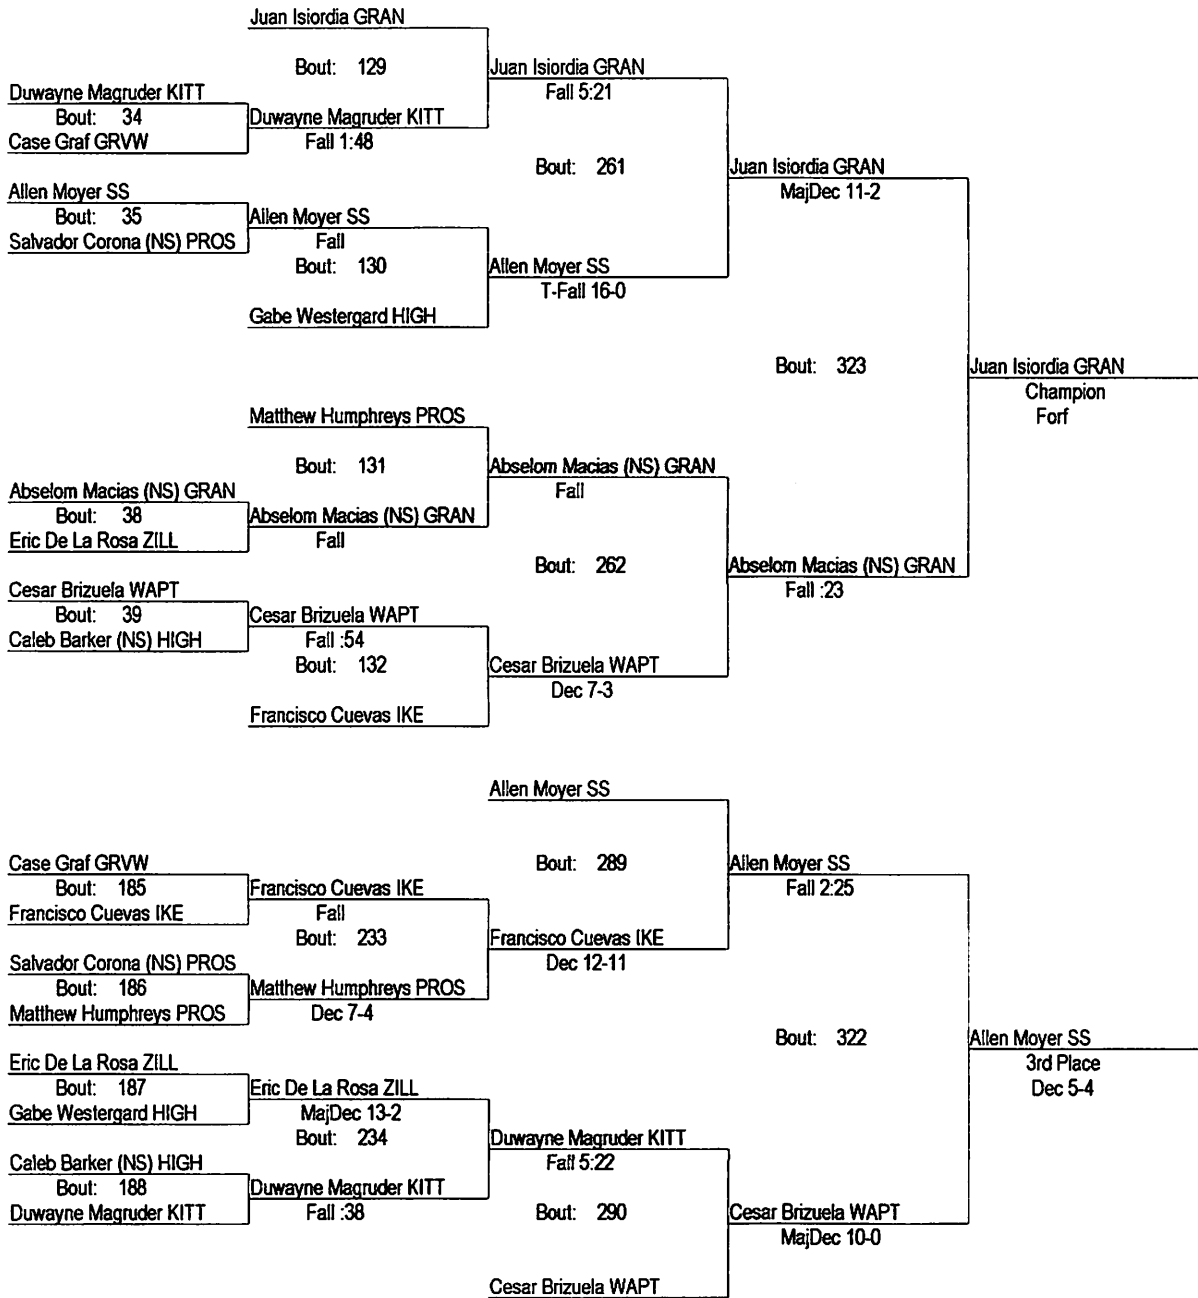 Juan Isiordia GRAN
Bout: 129
Juan Isiordia GRAN
Fall 5:21
Duwayne Magruder KITT
Bout: 34
Duwayne Magruder KITT
Case Graf GRVW
Fall 1:48
Bout: 261
Juan Isiordia GRAN
MajDec 11-2
Allen Moyer SS
Bout: 35
Allen Moyer SS
Salvador Corona (NS) PROS
Fall
Bout: 130
Allen Moyer SS
T-Fall 16-0
Gabe Westergard HIGH
Bout: 323
Juan Isiordia GRAN
Champion
Forf
Matthew Humphreys PROS
Bout: 131
Abselom Macias (NS) GRAN
Fall
Abselom Macias (NS) GRAN
Bout: 38
Abselom Macias (NS) GRAN
Eric De La Rosa ZILL
Fall
Bout: 262
Abselom Macias (NS) GRAN
Fall :23
Cesar Brizuela WAPT
Bout: 39
Cesar Brizuela WAPT
Caleb Barker (NS) HIGH
Fall :54
Bout: 132
Cesar Brizuela WAPT
Dec 7-3
Francisco Cuevas IKE
Allen Moyer SS
Bout: 289
Allen Moyer SS
Fall 2:25
Case Graf GRVW
Bout: 185
Francisco Cuevas IKE
Francisco Cuevas IKE
Fall
Bout: 233
Francisco Cuevas IKE
Dec 12-11
Salvador Corona (NS) PROS
Bout: 186
Matthew Humphreys PROS
Matthew Humphreys PROS
Dec 7-4
Bout: 322
Allen Moyer SS
3rd Place
Dec 5-4
Eric De La Rosa ZILL
Bout: 187
Eric De La Rosa ZILL
Gabe Westergard HIGH
MajDec 13-2
Bout: 234
Duwayne Magruder KITT
Fall 5:22
Caleb Barker (NS) HIGH
Bout: 188
Duwayne Magruder KITT
Duwayne Magruder KITT
Fall :38
Bout: 290
Cesar Brizuela WAPT
MajDec 10-0
Cesar Brizuela WAPT